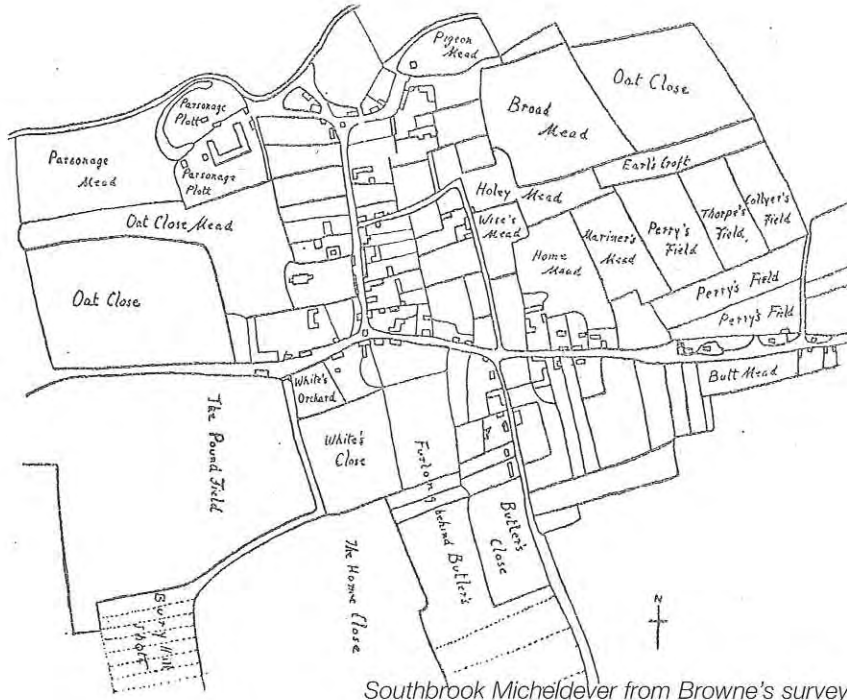 Pigeon
Mead
Oat Close
Parsonage
Plott
Broad
Mead
Parsonage
Mead
Parsonage
Plott
Earl's Croft
Holey Mead
Oat Close Mead
Wise's
Mead
Mariner's Mead
Perry's
Field
Thorpe's
Field
Collyer's
Field
Home
Mead
Oat Close
Perry's Field
Perry's Field
White's
Orchard
Butt Mead
The Pound Field
White's
Close
Furlong behind Butler's
Butler's
Close
The Home Close
Bury Hill
Shott
N
Southbrook Micheldever from Browne's survey